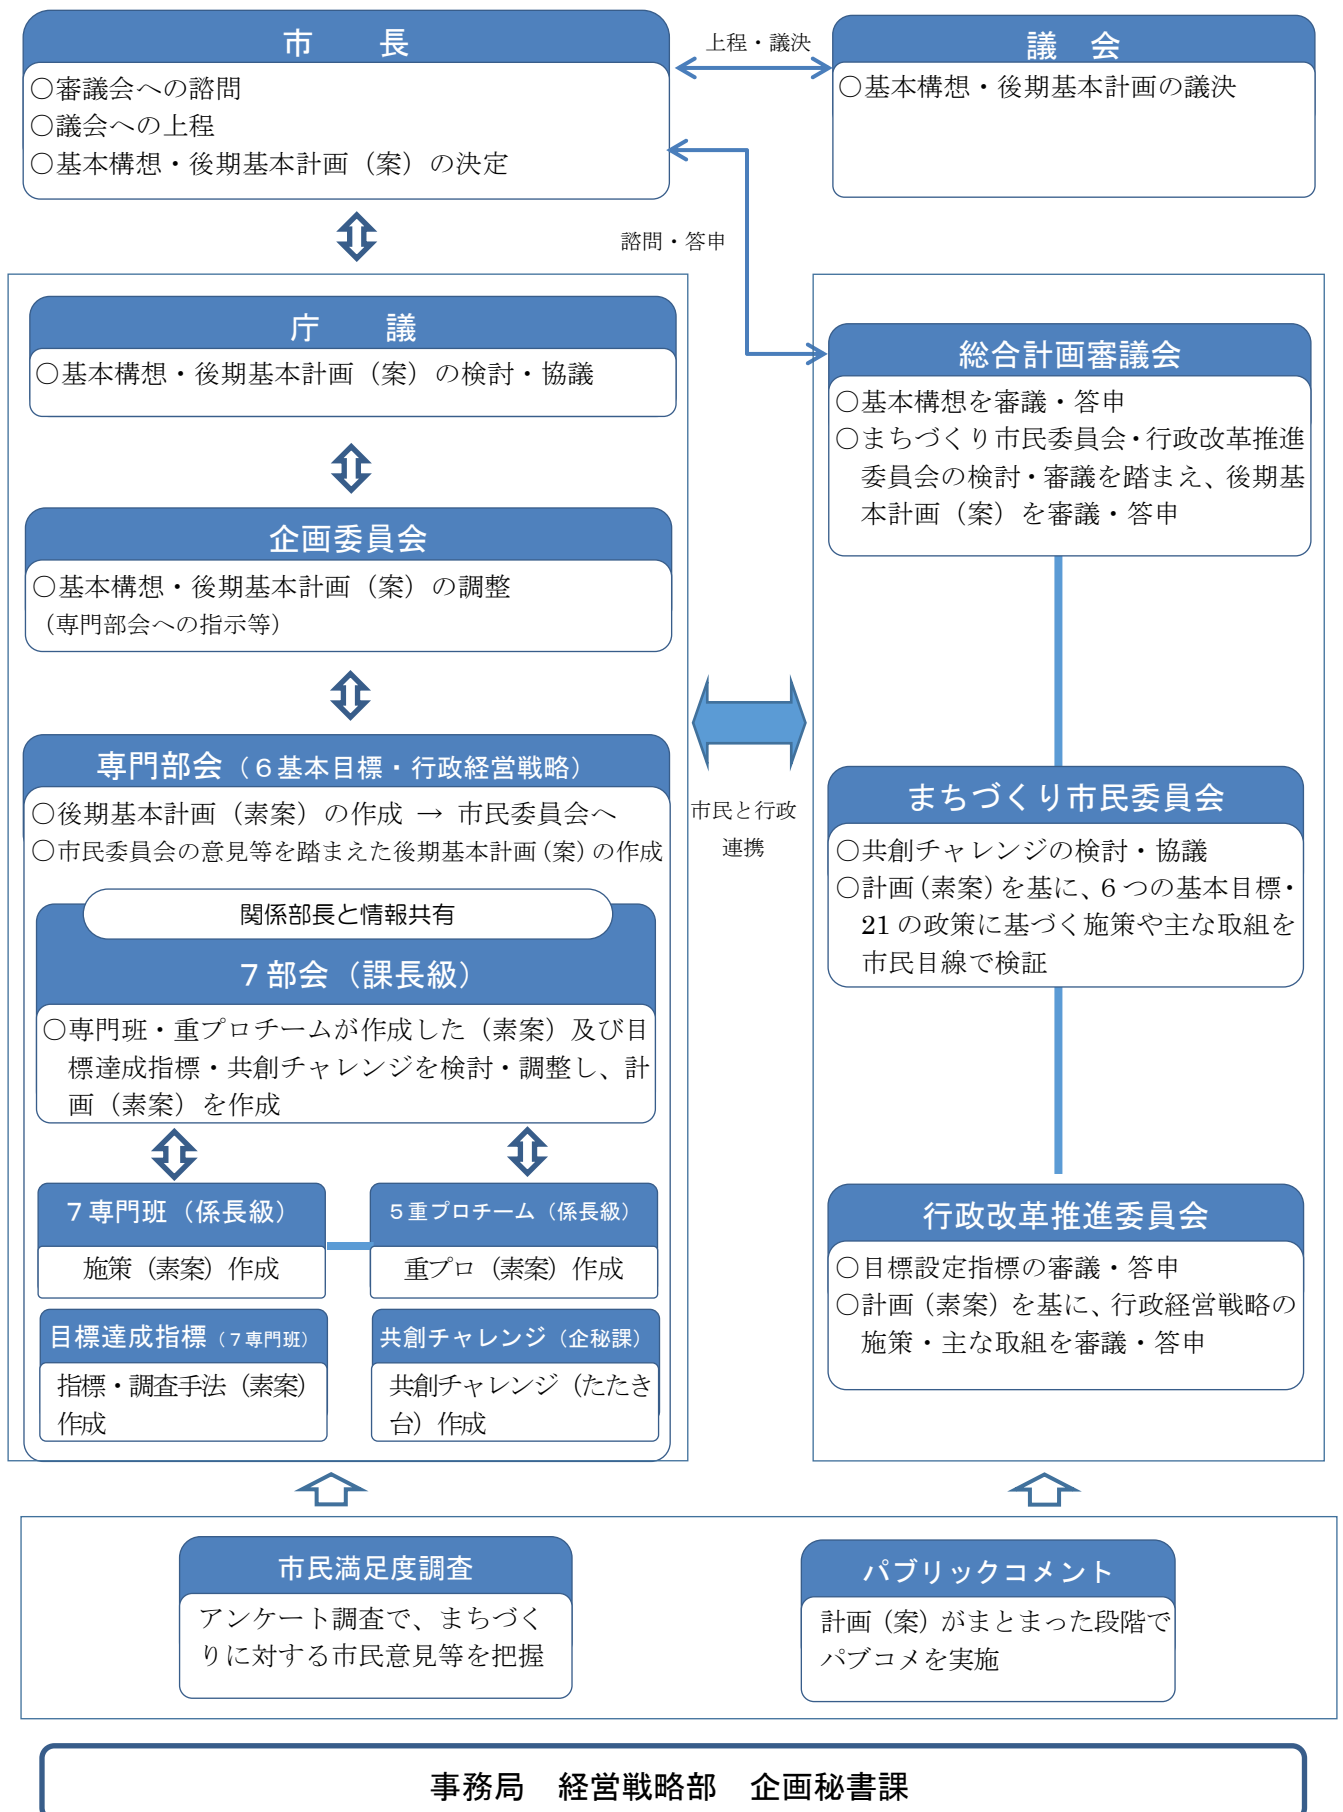 市　　長
○審議会への諮問
○議会への上程
○基本構想・後期基本計画（案）の決定
上程・議決
議　会
○基本構想・後期基本計画の議決
諮問・答申
庁　　議
○基本構想・後期基本計画（案）の検討・協議
企画委員会
○基本構想・後期基本計画（案）の調整
（専門部会への指示等）
専門部会（６基本目標・行政経営戦略）
○後期基本計画（素案）の作成 → 市民委員会へ
○市民委員会の意見等を踏まえた後期基本計画（案）の作成
関係部長と情報共有
７部会（課長級）
○専門班・重プロチームが作成した（素案）及び目
標達成指標・共創チャレンジを検討・調整し、計
画（素案）を作成
７専門班（係長級）
施策（素案）作成
５重プロチーム（係長級）
重プロ（素案）作成
目標達成指標（７専門班）
指標・調査手法（素案）
作成
共創チャレンジ（企秘課）
共創チャレンジ（たたき
台）作成
市民と行政
連携
総合計画審議会
○基本構想を審議・答申
○まちづくり市民委員会・行政改革推進
委員会の検討・審議を踏まえ、後期基
本計画（案）を審議・答申
まちづくり市民委員会
○共創チャレンジの検討・協議
○計画（素案）を基に、６つの基本目標・
21の政策に基づく施策や主な取組を
市民目線で検証
行政改革推進委員会
○目標設定指標の審議・答申
○計画（素案）を基に、行政経営戦略の
施策・主な取組を審議・答申
市民満足度調査
アンケート調査で、まちづく
りに対する市民意見等を把握
パブリックコメント
計画（案）がまとまった段階で
パブコメを実施
事務局　経営戦略部　企画秘書課